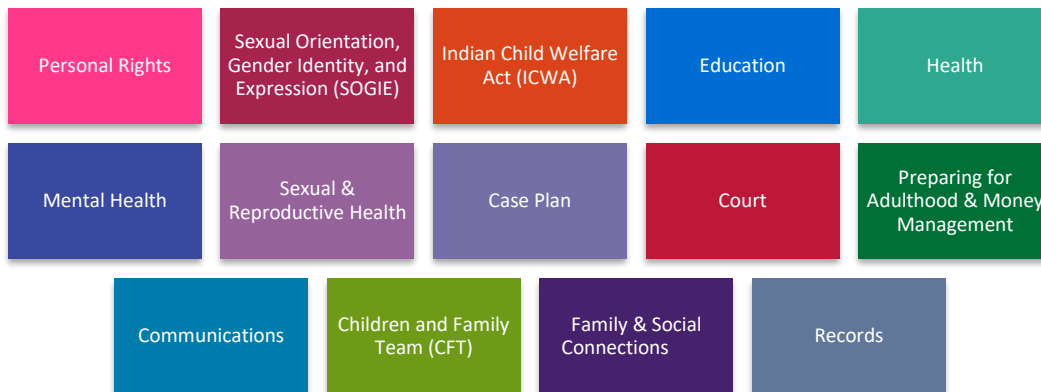 Personal Rights
Sexual Orientation,
Gender Identity, and
Expression (SOGIE)
Indian Child Welfare
Act (ICWA)
Education
Health
Mental Health
Sexual &
Reproductive Health
Case Plan
Court
Preparing for
Adulthood & Money
Management
Communications
Children and Family
Team (CFT)
Family & Social
Connections
Records